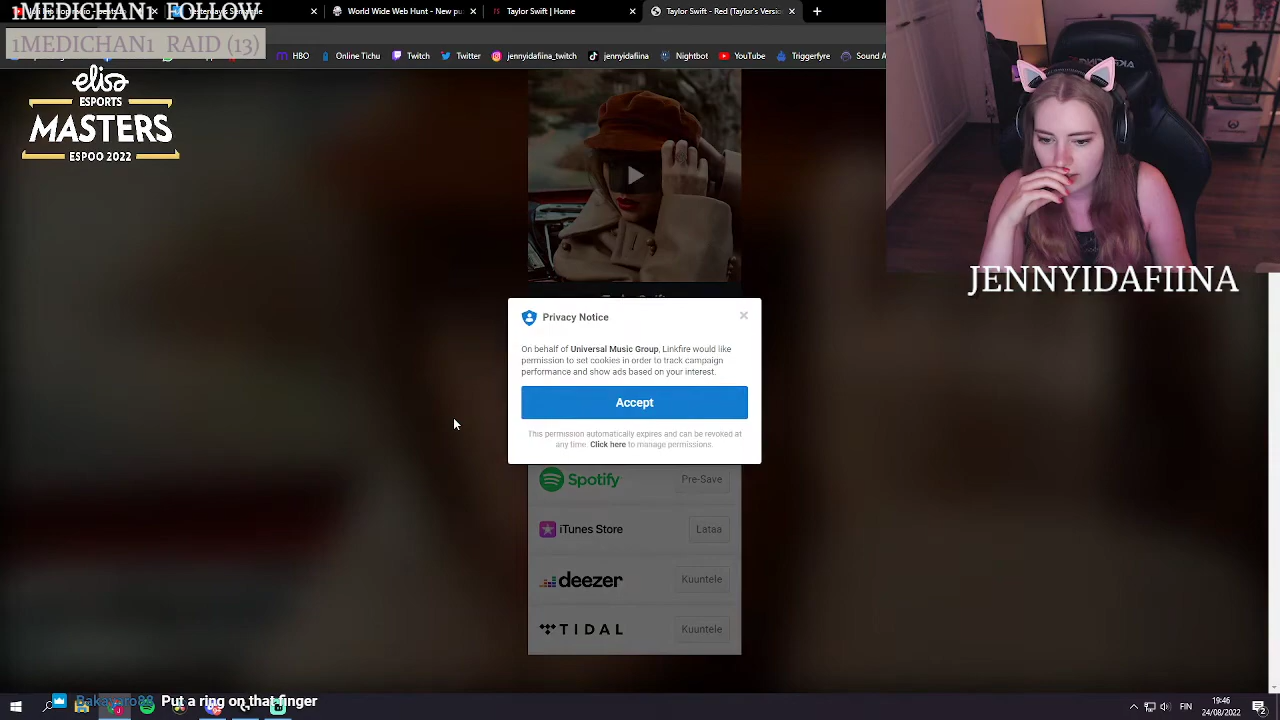 1MEDICHAN1 FOLLOW
1MEDICHAN1 RAID (13)
World Wide Web Hunt - New pu
Taylor Swift | Home
Taylor Swift - Red (Taylor's Version
HBO
Online Tichu
Twitch
Twitter
jennyidafiina_twitch
jennyidafiina
Nightbot
YouTube
Triggerfyre
Sound A
elisa
ESPORTS
MASTERS
ESPOO 2022
JENNYIDAFIINA
Privacy Notice
On behalf of Universal Music Group, Linkfire would like
permission to set cookies in order to track campaign
performance and show ads based on your interest.
Accept
This permission automatically expires and can be revoked at
any time. Click here to manage permissions.
Spotify
Pre-Save
iTunes Store
Lataa
deezer
Kuuntele
TIDAL
Kuuntele
Bakayaro88 Put a ring on that finger
FIN
19:46
24/08/2022
2